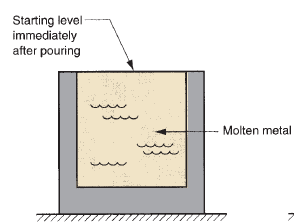 Starting level
immediately
after pouring
Molten metal